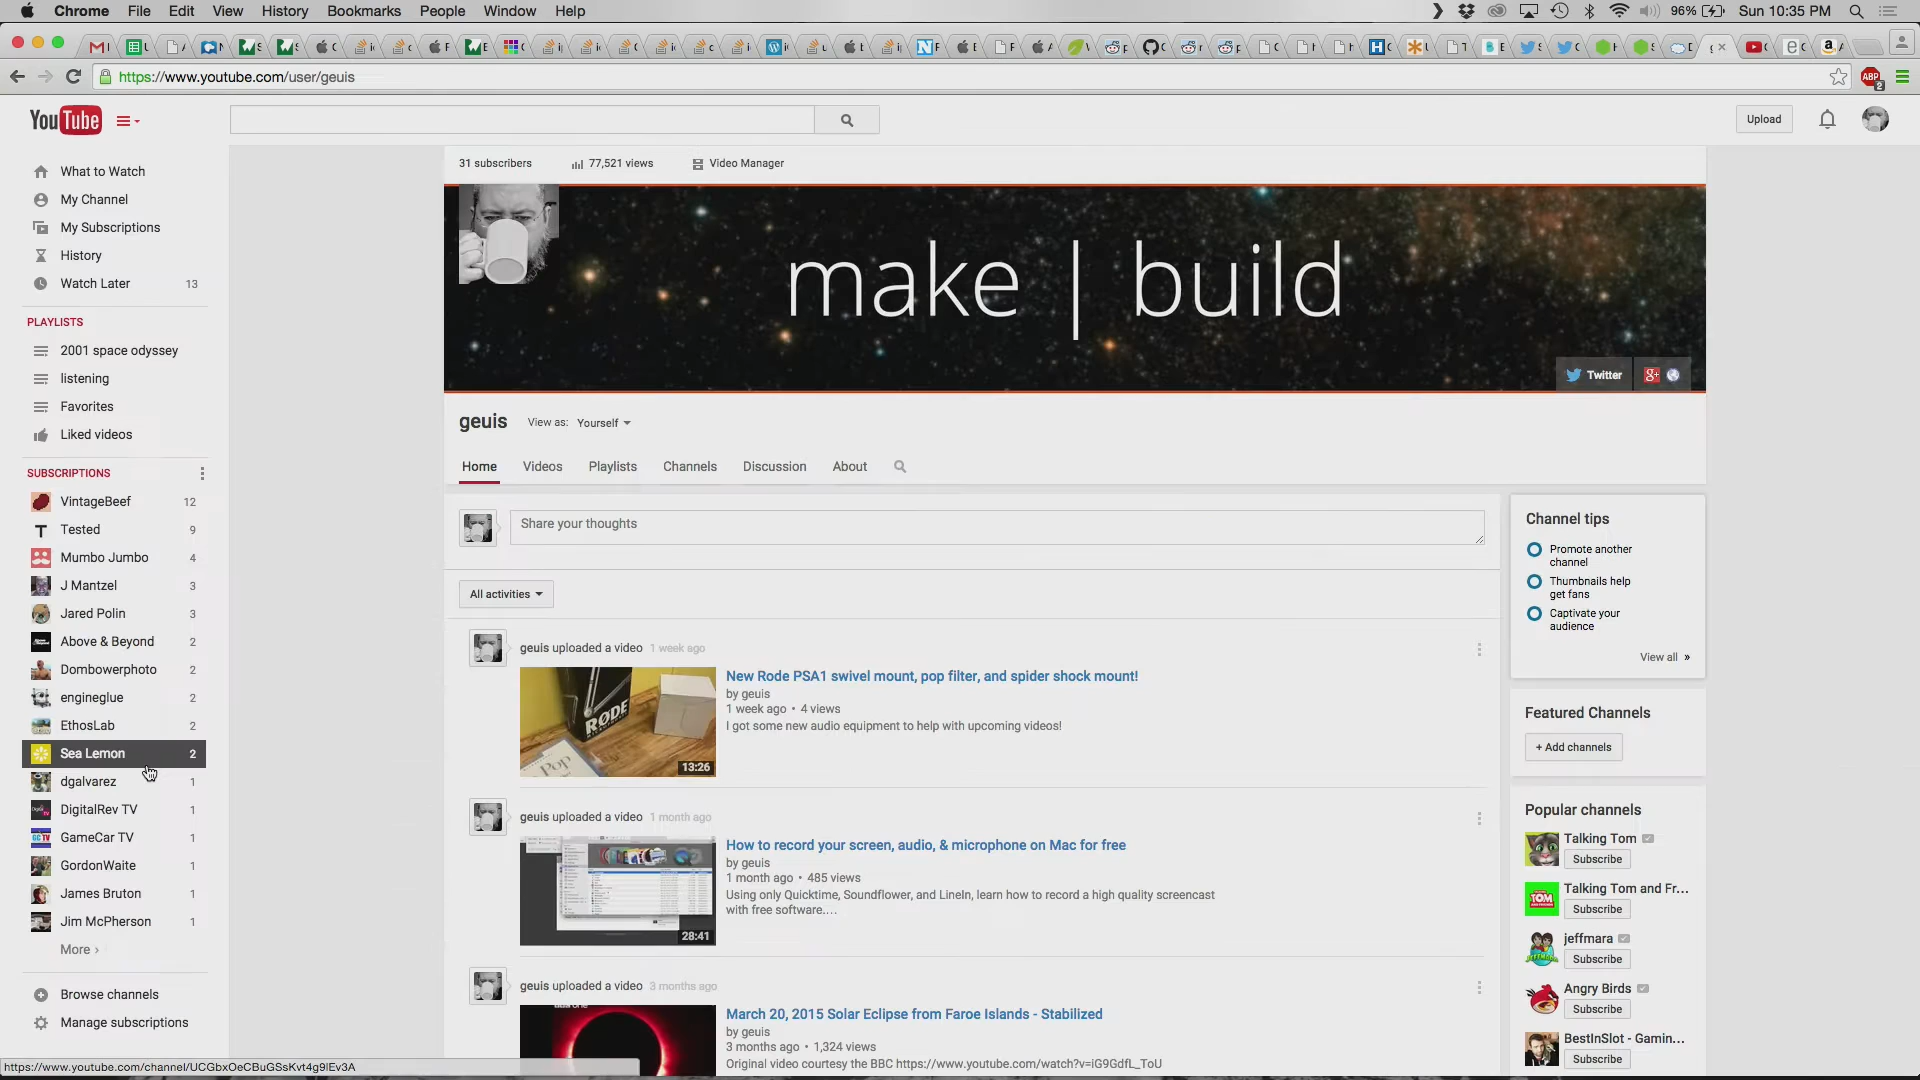 Chrome File Edit View History Bookmarks People Window Help
96% Sun 10:35 PM
https://www.youtube.com/user/geuis
ABP
2
YouTube
Upload
What to Watch
My Channel
My Subscriptions
History
Watch Later 13
PLAYLISTS
2001 space odyssey
listening
Favorites
Liked videos
SUBSCRIPTIONS
VintageBeef 12
Tested 9
Mumbo Jumbo 4
J Mantzel 3
Jared Polin 3
Above & Beyond 2
Dombowerphoto 2
engineglue 2
EthosLab 2
Sea Lemon 2
dgalvarez 1
DigitalRev TV 1
GameCar TV 1
GordonWaite 1
James Bruton 1
Jim McPherson 1
More ›
Browse channels
Manage subscriptions
31 subscribers 77,521 views Video Manager
make | build
Twitter
geuis View as: Yourself
Home Videos Playlists Channels Discussion About
Share your thoughts
All activities
geuis uploaded a video 1 week ago
New Rode PSA1 swivel mount, pop filter, and spider shock mount!
by geuis
1 week ago • 4 views
I got some new audio equipment to help with upcoming videos!
RØDE
Pop
13:26
geuis uploaded a video 1 month ago
How to record your screen, audio, & microphone on Mac for free
by geuis
1 month ago • 485 views
Using only Quicktime, Soundflower, and LineIn, learn how to record a high quality screencast
with free software....
28:41
geuis uploaded a video 3 months ago
March 20, 2015 Solar Eclipse from Faroe Islands - Stabilized
by geuis
3 months ago • 1,324 views
Original video courtesy the BBC https://www.youtube.com/watch?v=iG9GdfL_ToU
Channel tips
Promote another
channel
Thumbnails help
get fans
Captivate your
audience
View all »
Featured Channels
+ Add channels
Popular channels
Talking Tom
Subscribe
Talking Tom and Fr...
Subscribe
jeffmara
Subscribe
Angry Birds
Subscribe
BestInSlot - Gamin...
Subscribe
https://www.youtube.com/channel/UCGbxOeCBuGSsKvt4g9lEv3A